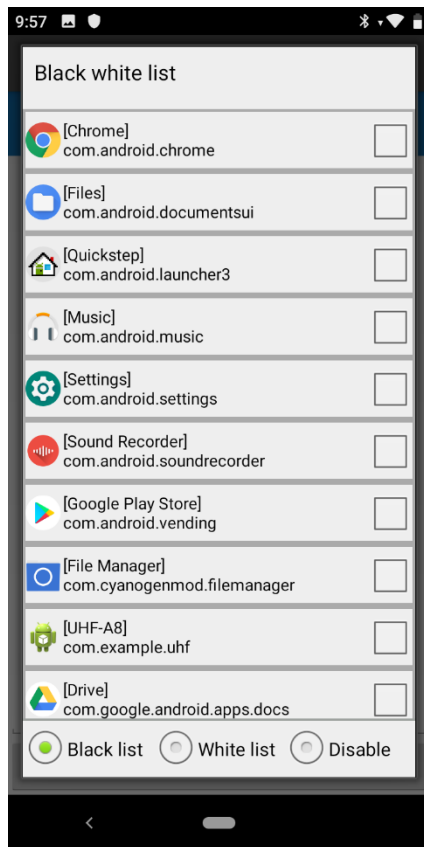 9:57
Black white list
[Chrome]
com.android.chrome
[Files]
com.android.documentsui
[Quickstep]
com.android.launcher3
[Music]
com.android.music
[Settings]
com.android.settings
[Sound Recorder]
com.android.soundrecorder
[Google Play Store]
com.android.vending
[File Manager]
com.cyanogenmod.filemanager
[UHF-A8]
com.example.uhf
[Drive]
com.google.android.apps.docs
Black list White list Disable